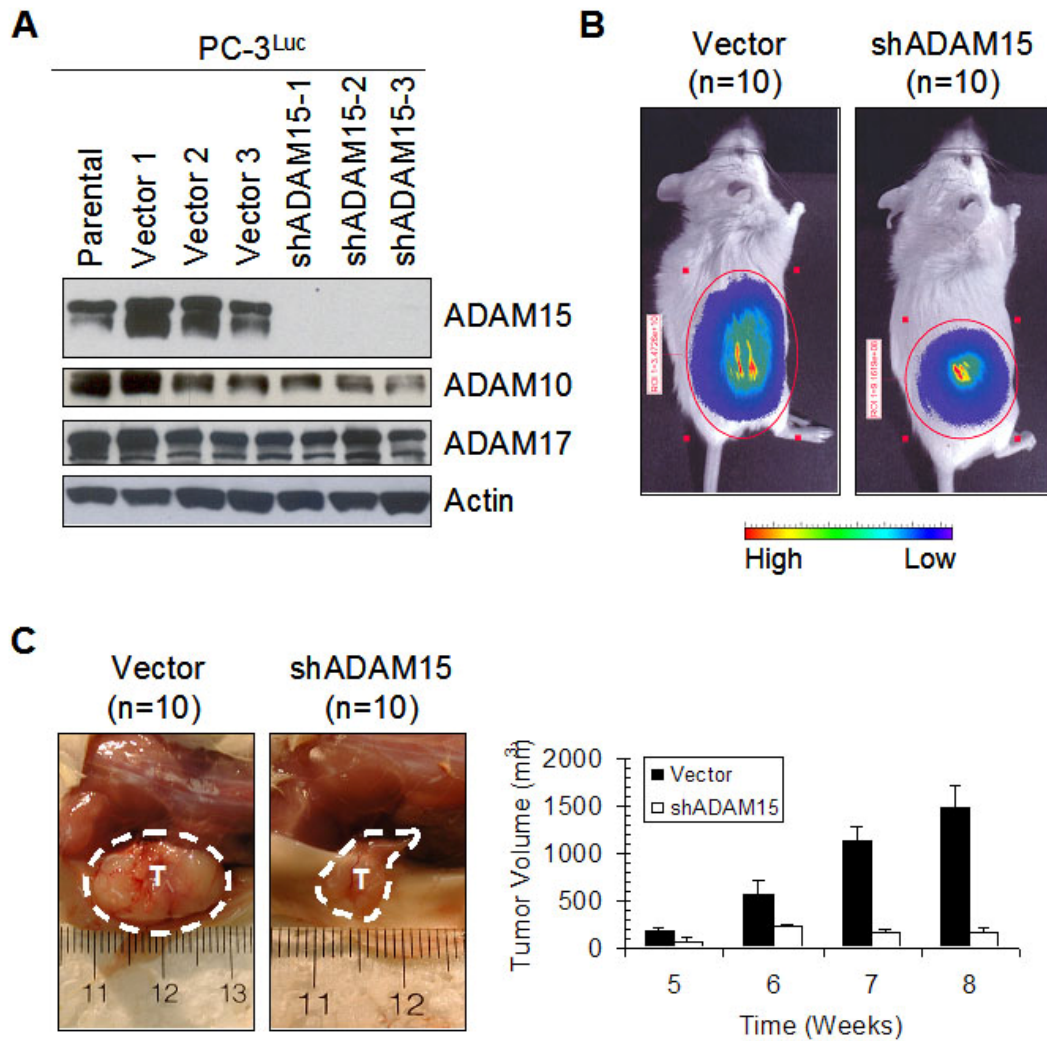 A
PC-3Luc
Parental
Vector 1
Vector 2
Vector 3
shADAM15-1
shADAM15-2
shADAM15-3
ADAM15
ADAM10
ADAM17
Actin
B
Vector
(n=10)
shADAM15
(n=10)
High
Low
C
Vector
(n=10)
shADAM15
(n=10)
T
T
11 12 13
11 12
Tumor Volume (mm3)
2000
1500
1000
500
0
Vector
shADAM15
5 6 7 8
Time (Weeks)